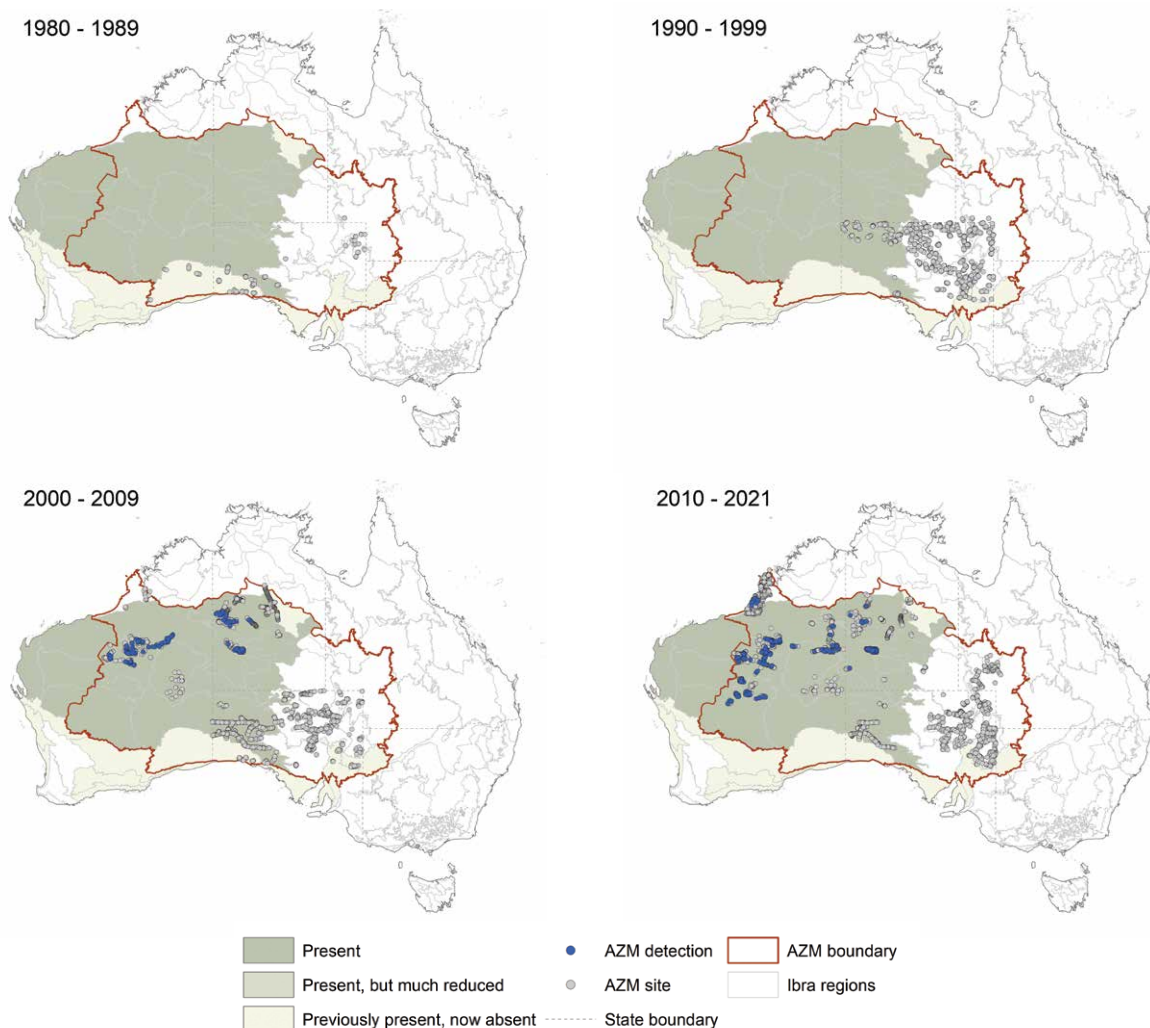 1980 - 1989
1990 - 1999
2000 - 2009
2010 - 2021
Present
AZM detection
AZM boundary
Present, but much reduced
AZM site
Ibra regions
Previously present, now absent
State boundary